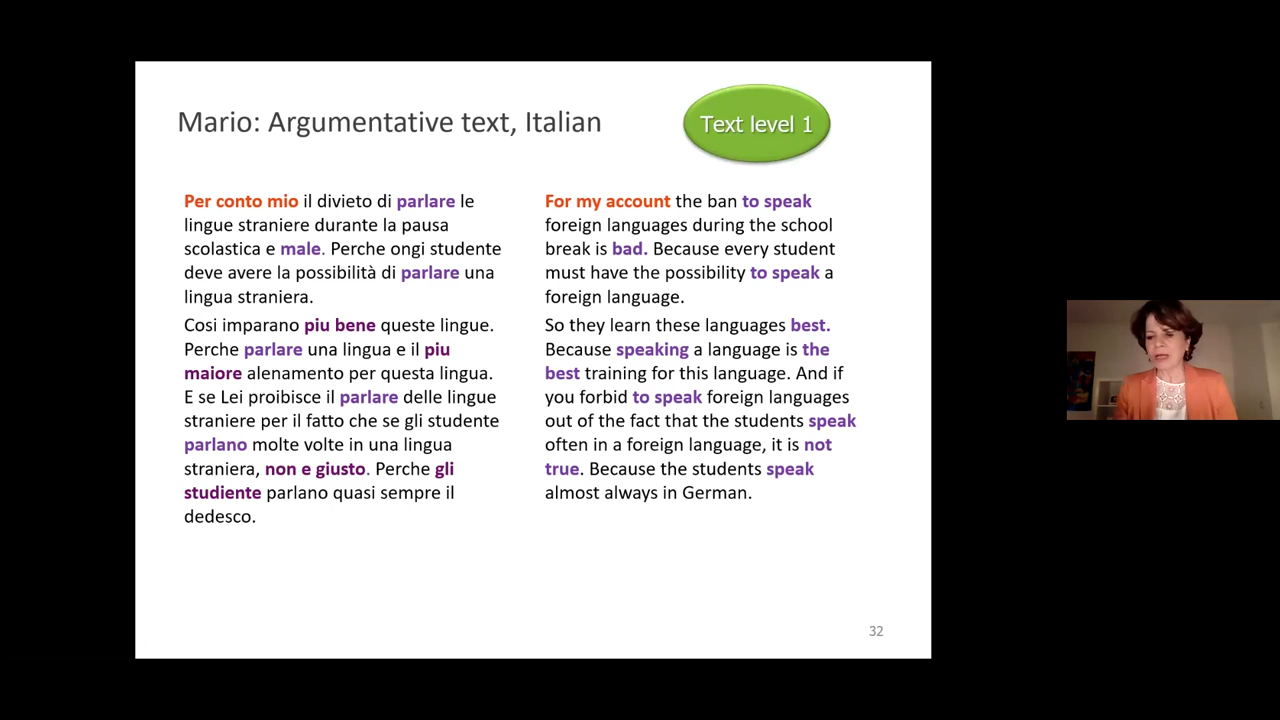 Mario: Argumentative text, Italian
Text level 1
Per conto mio il divieto di parlare le
lingue straniere durante la pausa
scolastica e male. Perche ongi studente
deve avere la possibilità di parlare una
lingua straniera.
Cosi imparano piu bene queste lingue.
Perche parlare una lingua e il piu
maiore alenamento per questa lingua.
E se Lei proibisce il parlare delle lingue
straniere per il fatto che se gli studente
parlano molte volte in una lingua
straniera, non e giusto. Perche gli
studiente parlano quasi sempre il
dedesco.
For my account the ban to speak
foreign languages during the school
break is bad. Because every student
must have the possibility to speak a
foreign language.
So they learn these languages best.
Because speaking a language is the
best training for this language. And if
you forbid to speak foreign languages
out of the fact that the students speak
often in a foreign language, it is not
true. Because the students speak
almost always in German.
32